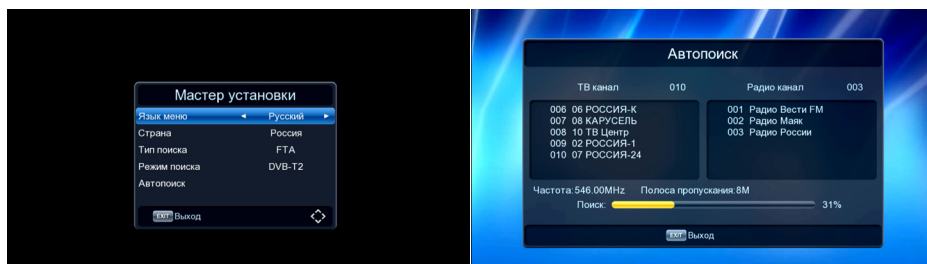 Мастер установки
Язык меню Русский
Страна Россия
Тип поиска FTA
Режим поиска DVB-T2
Автопоиск
EXIT Выход
Автопоиск
ТВ канал 010 Радио канал 003
006 06 РОССИЯ-К 001 Радио Вести FM
007 08 КАРУСЕЛЬ 002 Радио Маяк
008 10 ТВ Центр 003 Радио России
009 02 РОССИЯ-1
010 07 РОССИЯ-24
Частота:546.00MHz Полоса пропускания:8M
Поиск: 31%
EXIT Выход